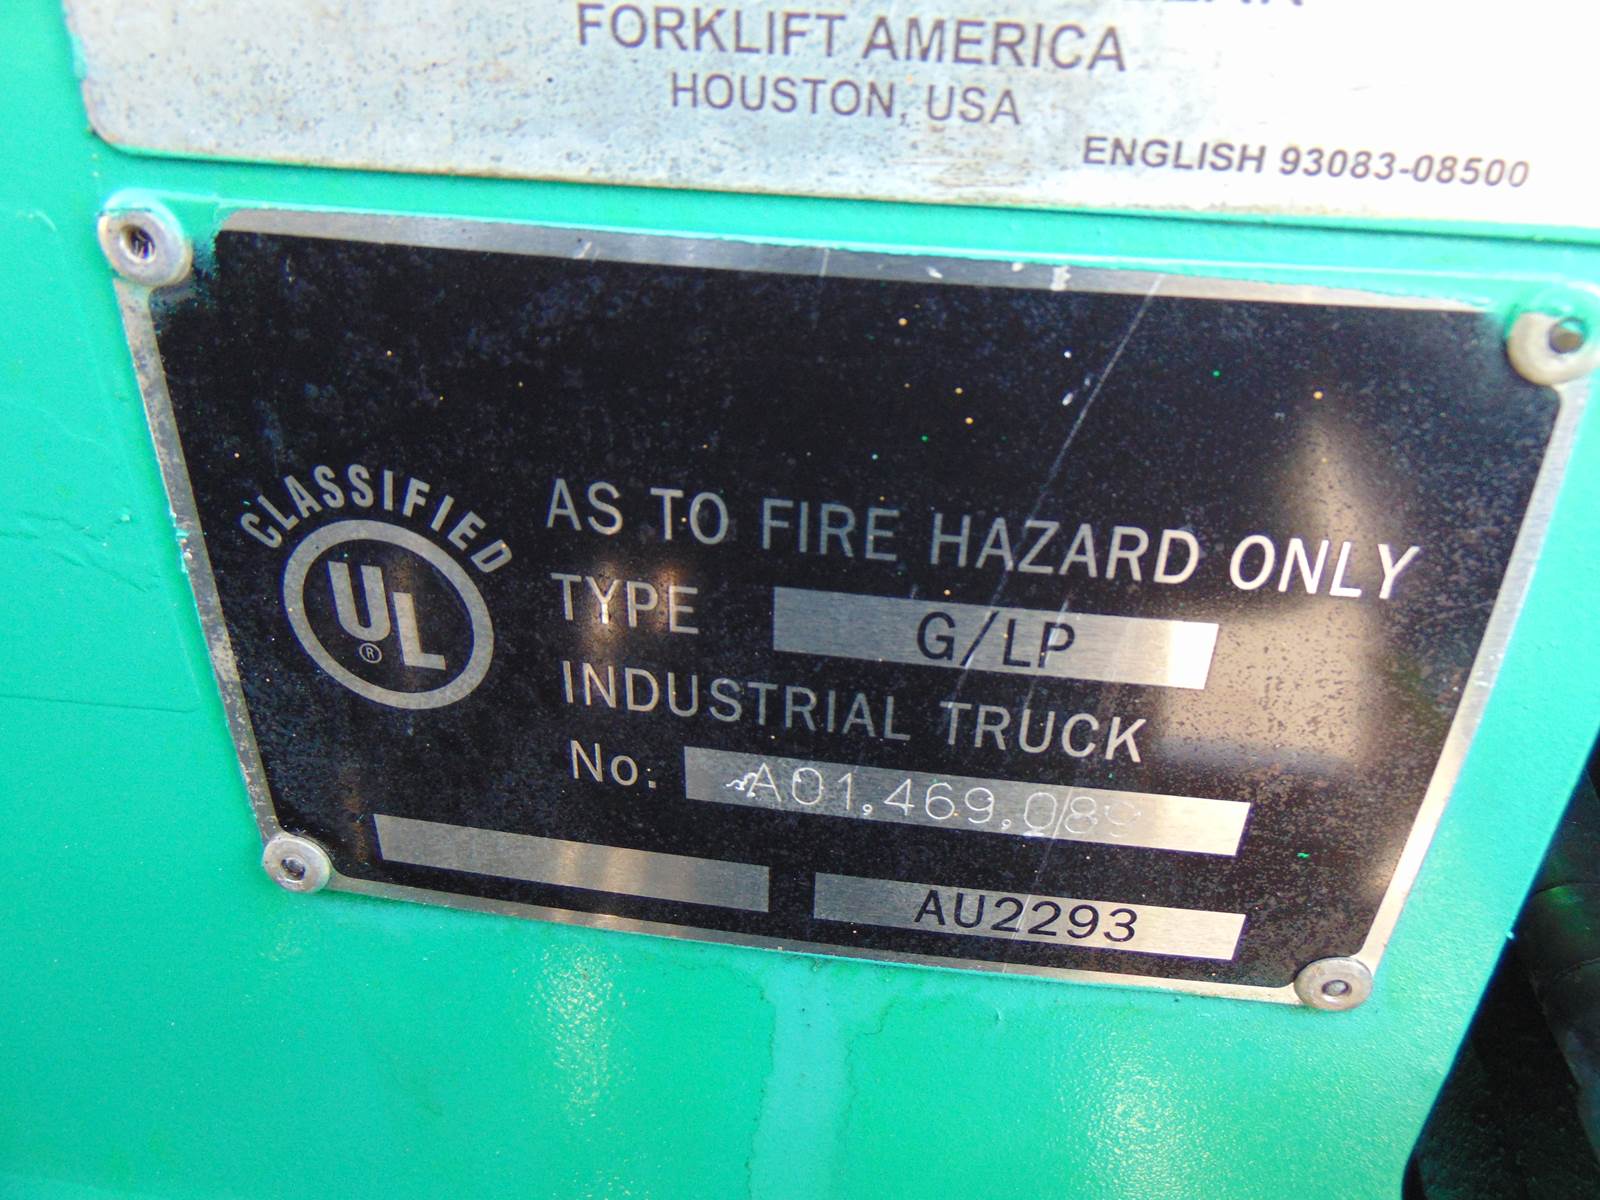 FORKLIFT AMERICA
HOUSTON, USA
ENGLISH 93083-08500
CLASSIFIED
UL®
AS TO FIRE HAZARD ONLY
TYPE G/LP
INDUSTRIAL TRUCK
No: A01,469,089
AU2293